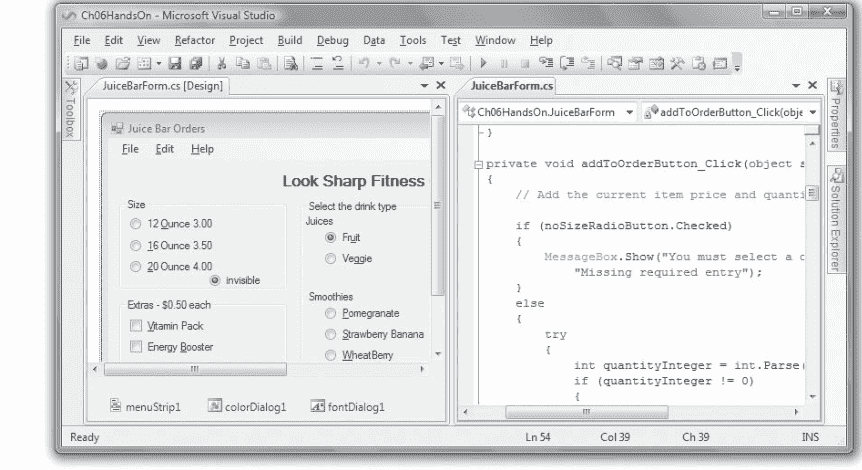 Ch06HandsOn - Microsoft Visual Studio
File Edit View Refactor Project Build Debug Data Tools Test Window Help
Toolbox
JuiceBarForm.cs [Design]
Juice Bar Orders
File Edit Help
Look Sharp Fitness
Size
12 Ounce 3.00
16 Ounce 3.50
20 Ounce 4.00
invisible
Extras - $0.50 each
Vitamin Pack
Energy Booster
Select the drink type
Juices
Fruit
Veggie
Smoothies
Pomegranate
Strawberry Banana
WheatBerry
menuStrip1 colorDialog1 fontDialog1
JuiceBarForm.cs
Ch06HandsOn.JuiceBarForm addToOrderButton_Click(obje
}
private void addToOrderButton_Click(object s
{
// Add the current item price and quanti
if (noSizeRadioButton.Checked)
{
MessageBox.Show("You must select a
"Missing required entry");
}
else
{
try
{
int quantityInteger = int.Parse(
if (quantityInteger != 0)
{
Properties
Solution Explorer
Ready Ln 54 Col 39 Ch 39 INS